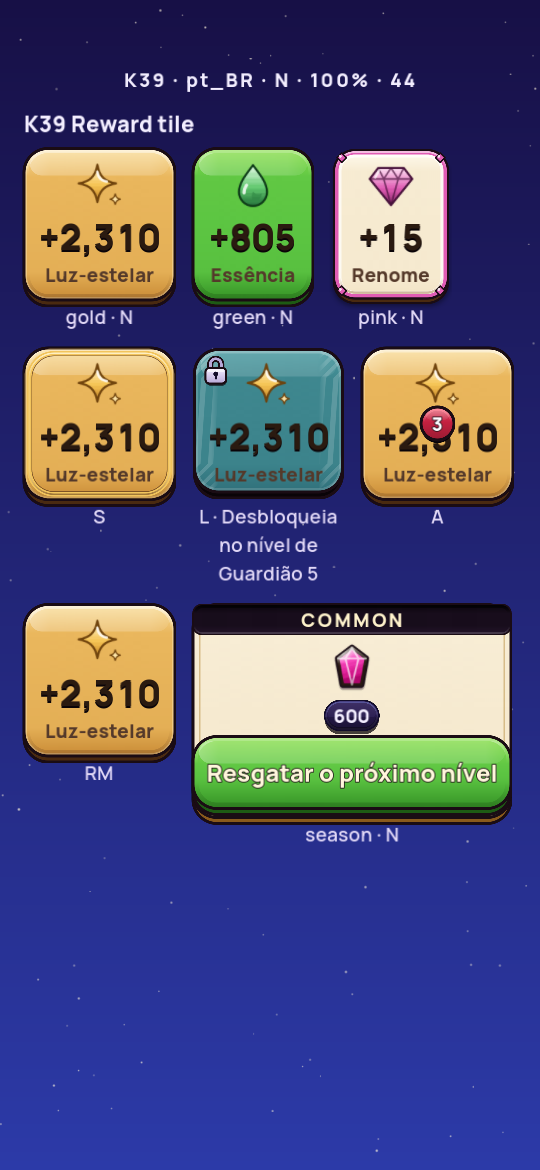 K39 · pt_BR · N · 100% · 44
K39 Reward tile
+2,310
Luz-estelar
gold · N
+805
Essência
green · N
+15
Renome
pink · N
+2,310
Luz-estelar
S
+2,310
Luz-estelar
L · Desbloqueia
no nível de
Guardião 5
3
Luz-estelar
A
+2,310
Luz-estelar
RM
COMMON
600
Resgatar o próximo nível
season · N